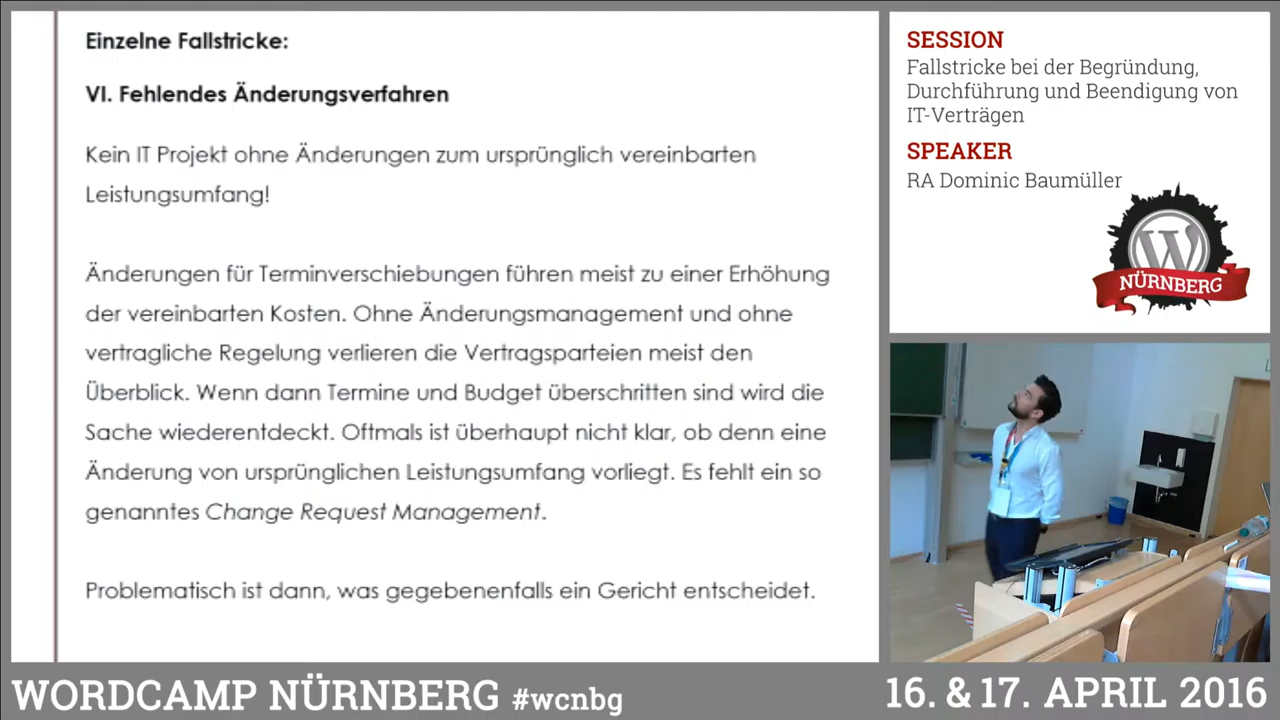 Einzelne Fallstricke:
VI. Fehlendes Änderungsverfahren
Kein IT Projekt ohne Änderungen zum ursprünglich vereinbarten
Leistungsumfang!
Änderungen für Terminverschiebungen führen meist zu einer Erhöhung
der vereinbarten Kosten. Ohne Änderungsmanagement und ohne
vertragliche Regelung verlieren die Vertragsparteien meist den
Überblick. Wenn dann Termine und Budget überschritten sind wird die
Sache wiederentdeckt. Oftmals ist überhaupt nicht klar, ob denn eine
Änderung von ursprünglichen Leistungsumfang vorliegt. Es fehlt ein so
genanntes Change Request Management.
Problematisch ist dann, was gegebenenfalls ein Gericht entscheidet.
SESSION
Fallstricke bei der Begründung,
Durchführung und Beendigung von
IT-Verträgen
SPEAKER
RA Dominic Baumüller
W
NÜRNBERG
WORDCAMP NÜRNBERG #wcnbg
16. & 17. APRIL 2016